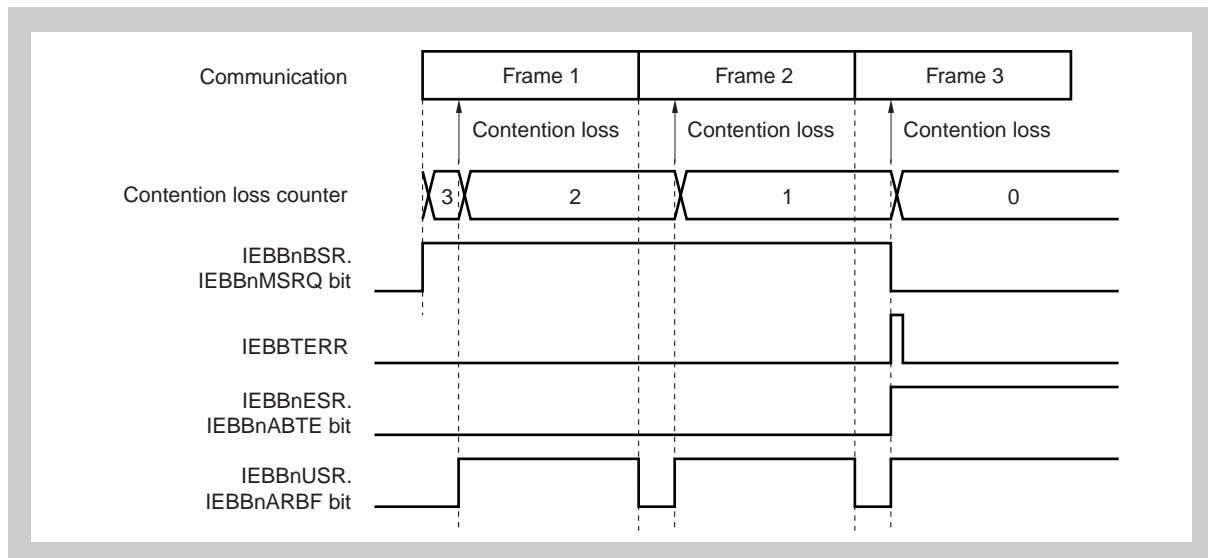 Communication
Frame 1
Frame 2
Frame 3
Contention loss
Contention loss
Contention loss
Contention loss counter
3
2
1
0
IEBBnBSR.
IEBBnMSRQ bit
IEBBTERR
IEBBnESR.
IEBBnABTE bit
IEBBnUSR.
IEBBnARBF bit